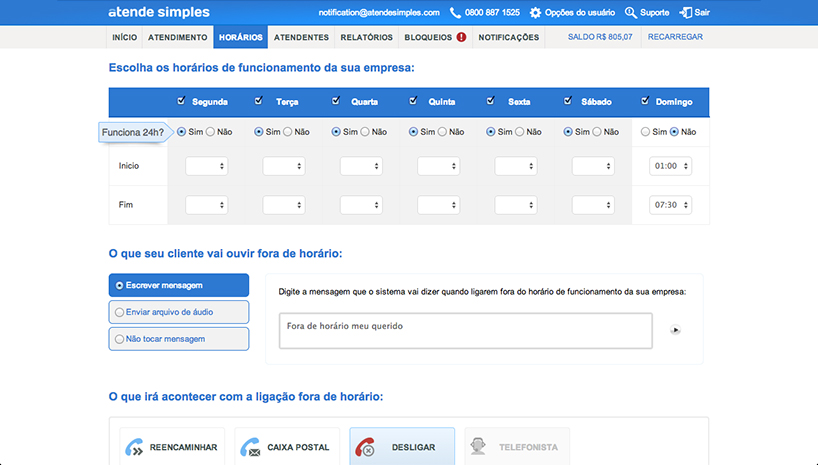 atende simples
notification@atendesimples.com 0800 887 1525 Opções do usuário Suporte Sair
INÍCIO ATENDIMENTO HORÁRIOS ATENDENTES RELATÓRIOS BLOQUEIOS ! NOTIFICAÇÕES SALDO R$ 805,07 RECARREGAR
Escolha os horários de funcionamento da sua empresa:
Segunda Terça Quarta Quinta Sexta Sábado Domingo
Funciona 24h? Sim Não Sim Não Sim Não Sim Não Sim Não Sim Não Sim Não
Inicio 01:00
Fim 07:30
O que seu cliente vai ouvir fora de horário:
Escrever mensagem
Enviar arquivo de áudio
Não tocar mensagem
Digite a mensagem que o sistema vai dizer quando ligarem fora do horário de funcionamento da sua empresa:
Fora de horário meu querido
O que irá acontecer com a ligação fora de horário:
REENCAMINHAR CAIXA POSTAL DESLIGAR TELEFONISTA